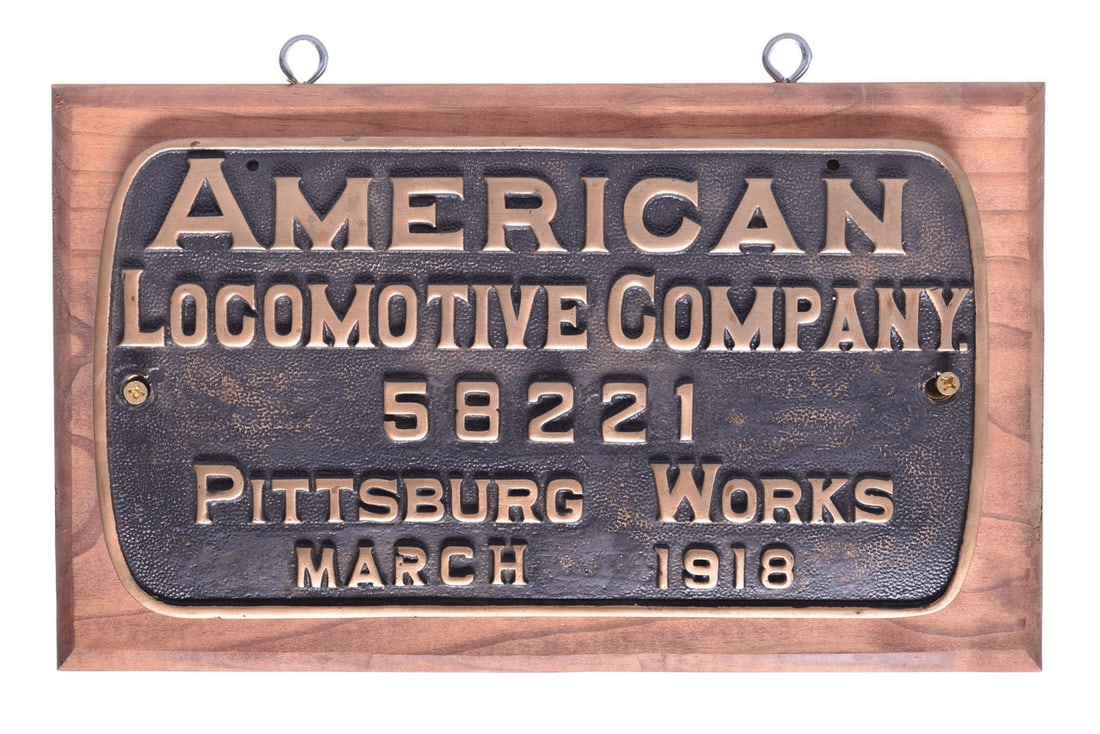 AMERICAN
LOCOMOTIVE COMPANY.
58221
PITTSBURG WORKS
MARCH 1918